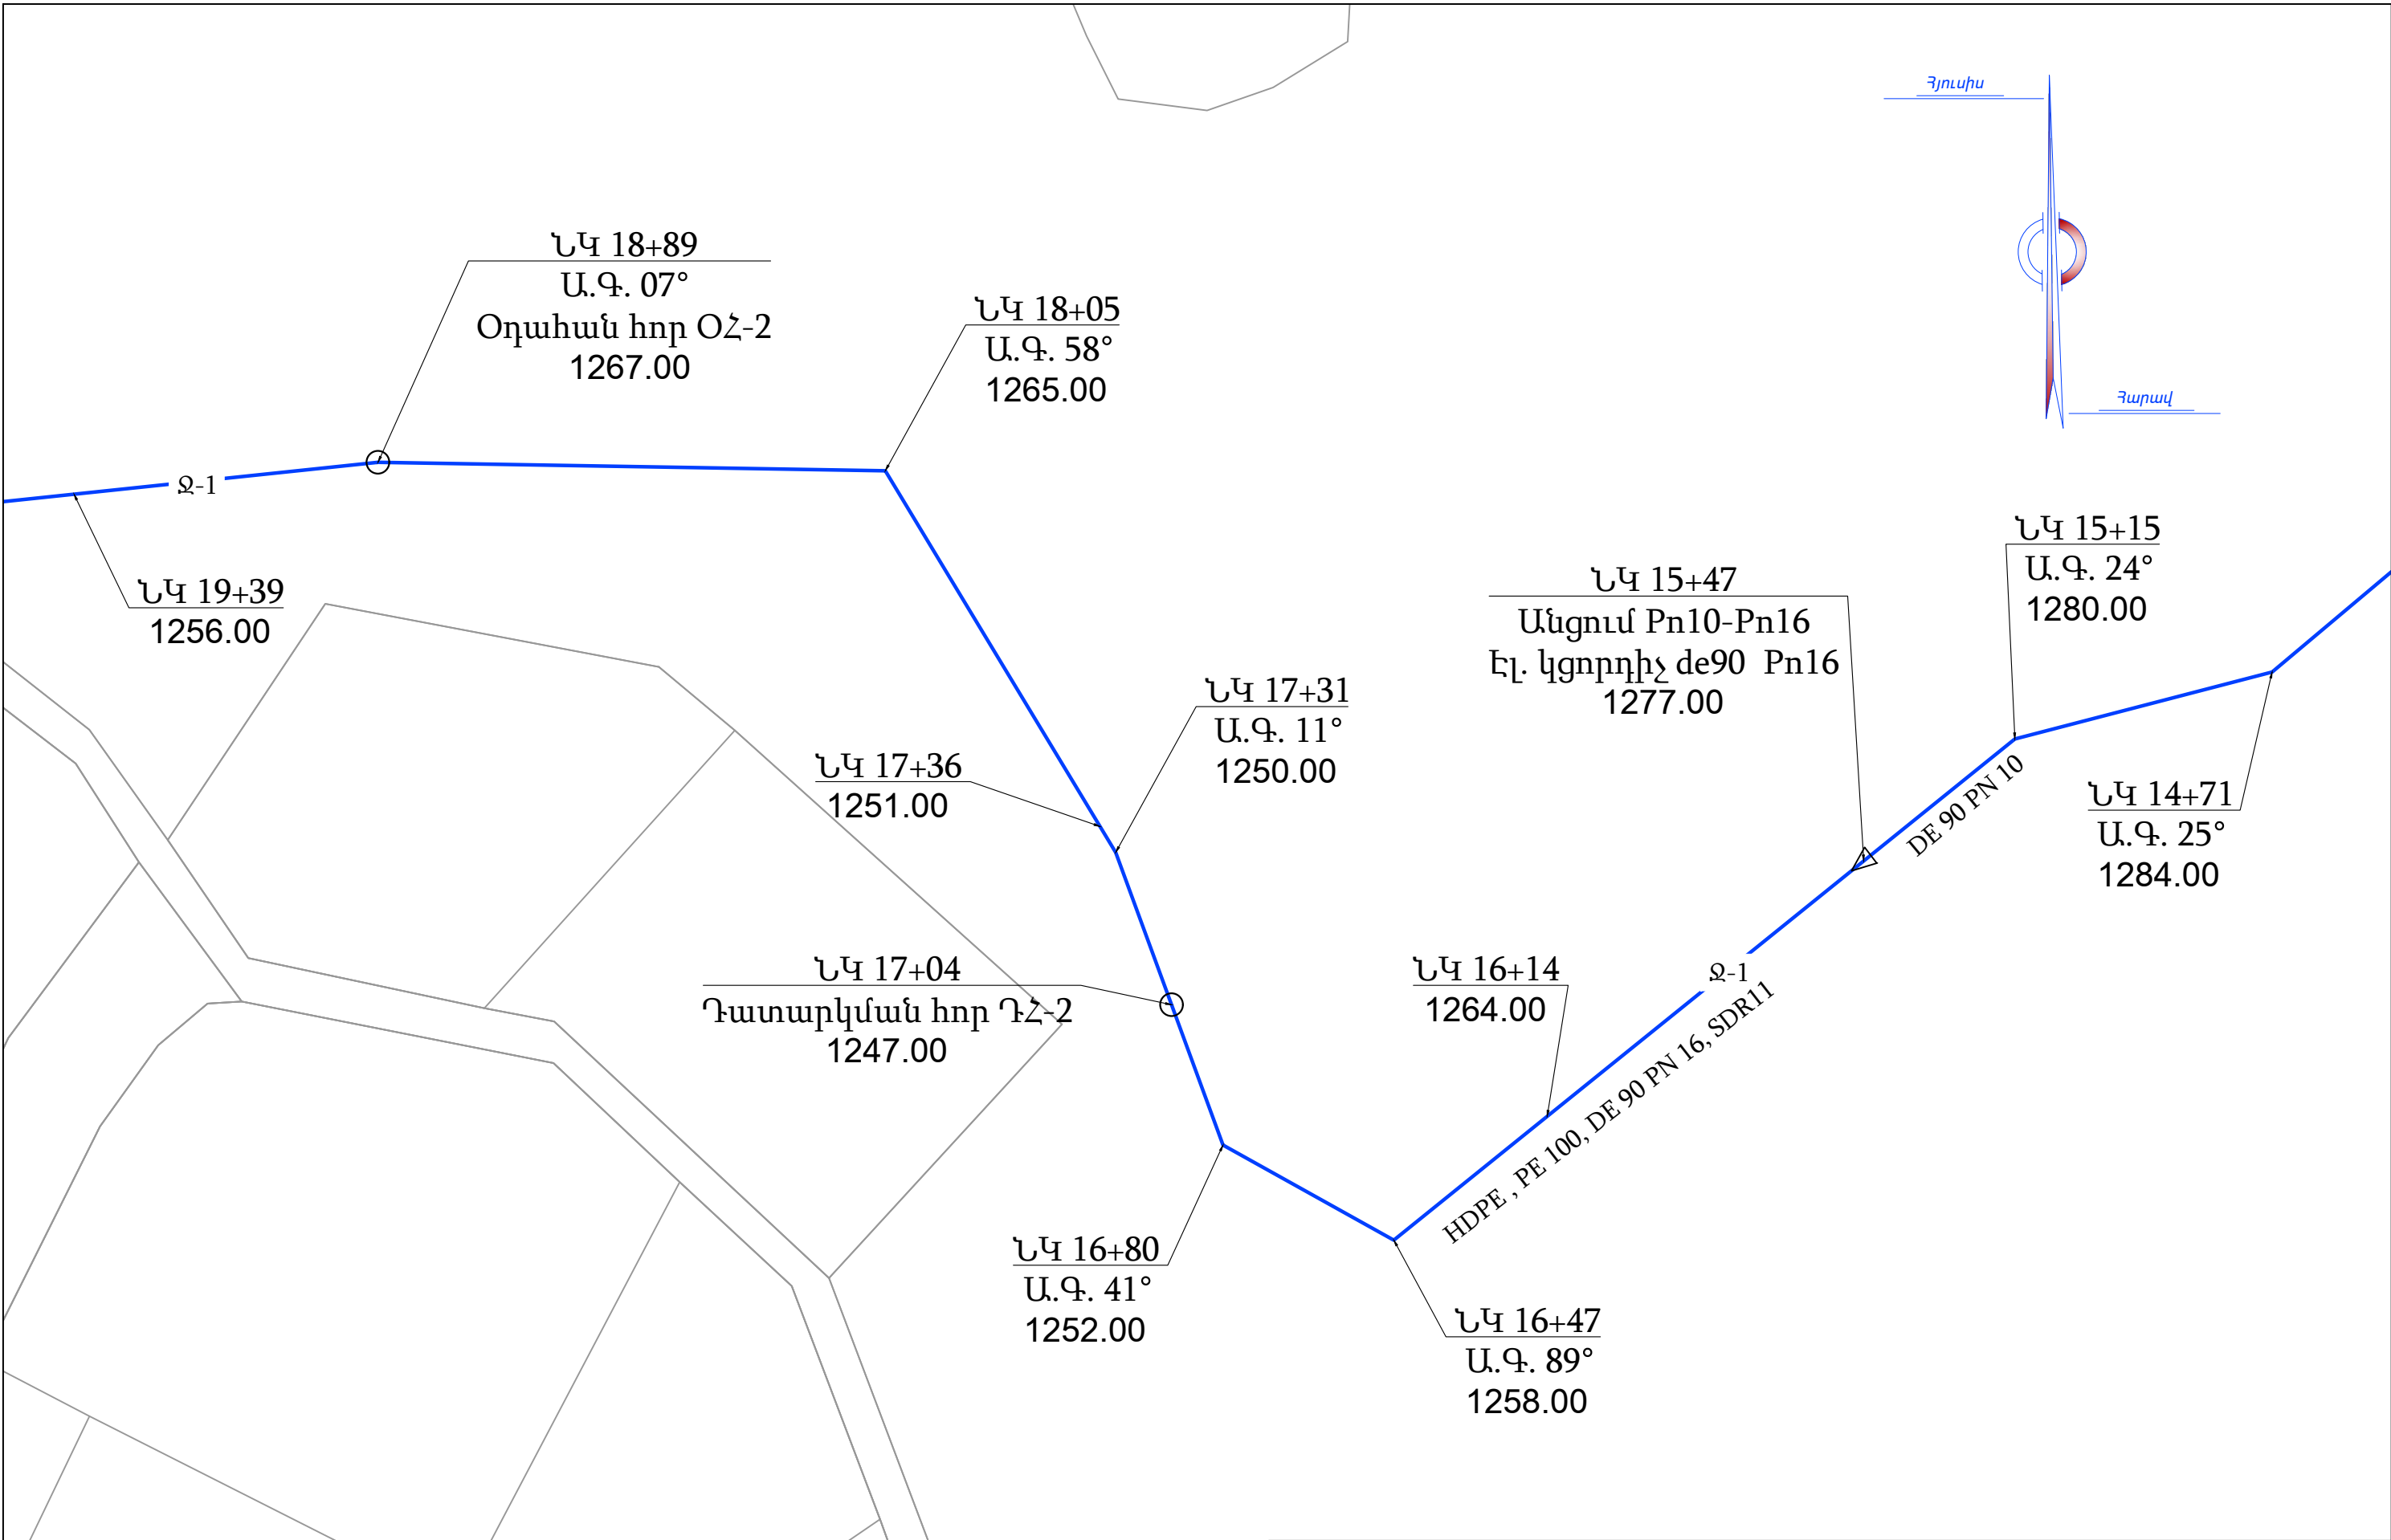 Հյուսիս
Հարավ
ՆԿ 18+89
Ա.Գ. 07°
Օդահան հոր ՕՀ-2
1267.00
ՆԿ 18+05
Ա.Գ. 58°
1265.00
Ջ-1
ՆԿ 19+39
1256.00
ՆԿ 15+15
Ա.Գ. 24°
1280.00
ՆԿ 15+47
Անցում Pn10-Pn16
Էլ. կցորդիչ de90 Pn16
1277.00
ՆԿ 17+31
Ա.Գ. 11°
1250.00
ՆԿ 17+36
1251.00
DE 90 PN 10
ՆԿ 14+71
Ա.Գ. 25°
1284.00
ՆԿ 17+04
Դատարկման հոր ԴՀ-2
1247.00
ՆԿ 16+14
1264.00
Ջ-1
HDPE , PE 100, DE 90 PN 16, SDR11
ՆԿ 16+80
Ա.Գ. 41°
1252.00
ՆԿ 16+47
Ա.Գ. 89°
1258.00